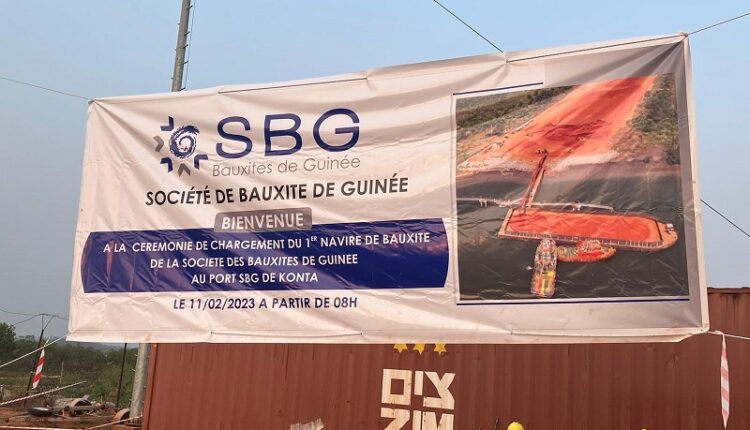 SBG
Bauxites de Guinée
SOCIÉTÉ DE BAUXITE DE GUINÉE
BIENVENUE
A LA CEREMONIE DE CHARGEMENT DU 1ER NAVIRE DE BAUXITE
DE LA SOCIETE DES BAUXITES DE GUINEE
AU PORT SBG DE KONTA
LE 11/02/2023 A PARTIR DE 08H
צים
ZIM